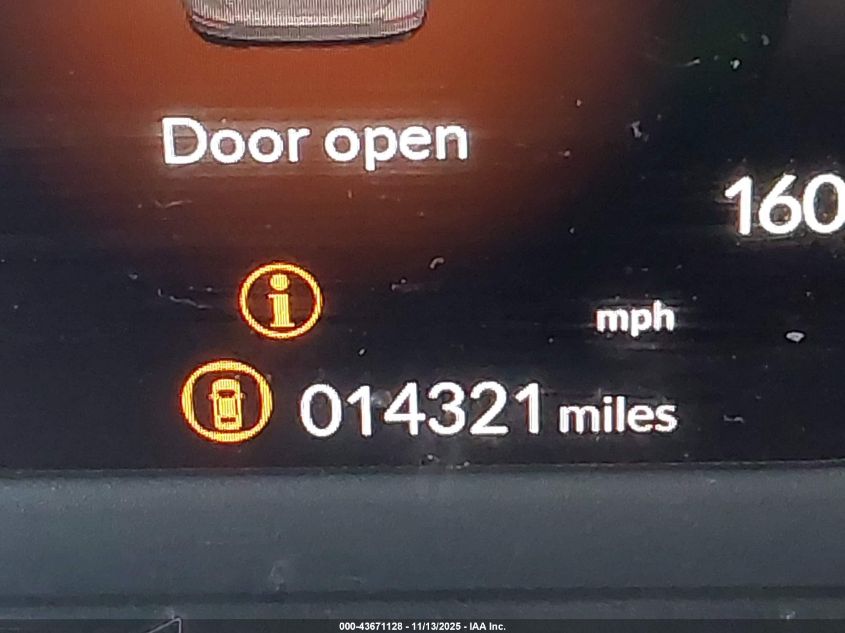 Door open
160
mph
014321 miles
000-43671128 - 11/13/2025 - IAA Inc.